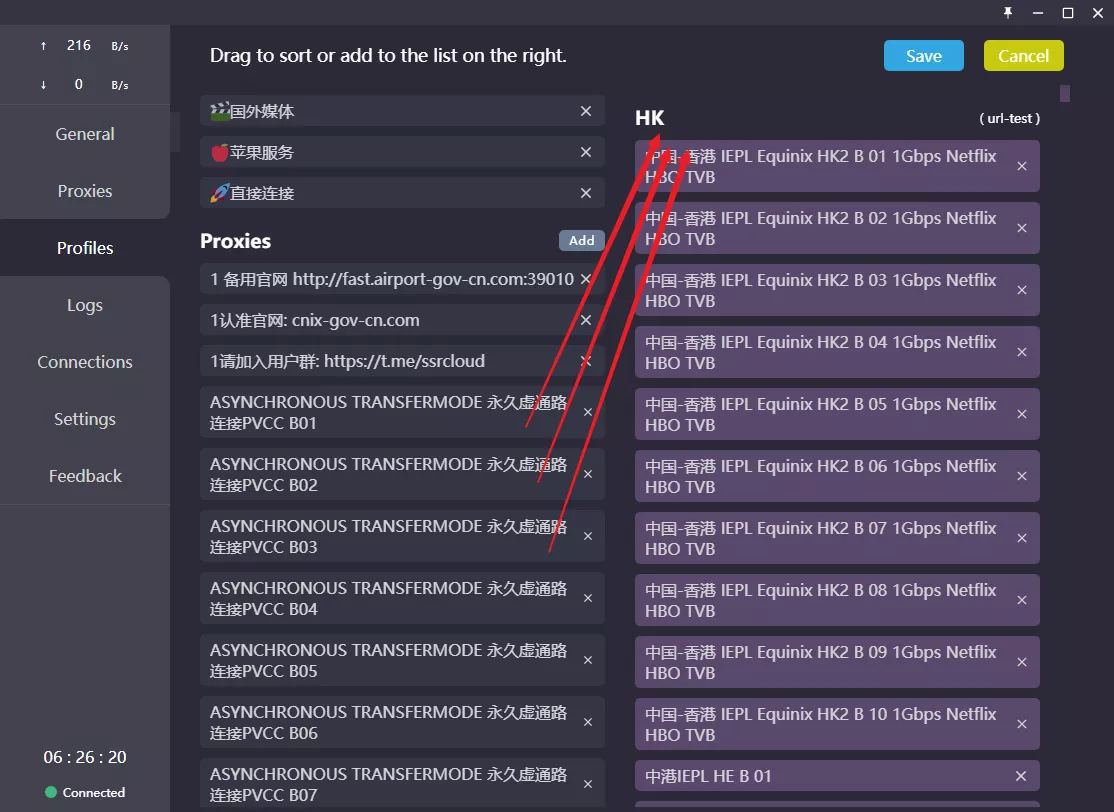 ↑ 216 B/s
↓ 0 B/s
General
Proxies
Profiles
Logs
Connections
Settings
Feedback
06 : 26 : 20
Connected
Drag to sort or add to the list on the right.
Save
Cancel
国外媒体
苹果服务
直接连接
Proxies
Add
1 备用官网 http://fast.airport-gov-cn.com:39010
1认准官网: cnix-gov-cn.com
1请加入用户群: https://t.me/ssrcloud
ASYNCHRONOUS TRANSFERMODE 永久虚通路
连接PVCC B01
ASYNCHRONOUS TRANSFERMODE 永久虚通路
连接PVCC B02
ASYNCHRONOUS TRANSFERMODE 永久虚通路
连接PVCC B03
ASYNCHRONOUS TRANSFERMODE 永久虚通路
连接PVCC B04
ASYNCHRONOUS TRANSFERMODE 永久虚通路
连接PVCC B05
ASYNCHRONOUS TRANSFERMODE 永久虚通路
连接PVCC B06
ASYNCHRONOUS TRANSFERMODE 永久虚通路
连接PVCC B07
HK
( url-test )
中国-香港 IEPL Equinix HK2 B 01 1Gbps Netflix
HBO TVB
中国-香港 IEPL Equinix HK2 B 02 1Gbps Netflix
HBO TVB
中国-香港 IEPL Equinix HK2 B 03 1Gbps Netflix
HBO TVB
中国-香港 IEPL Equinix HK2 B 04 1Gbps Netflix
HBO TVB
中国-香港 IEPL Equinix HK2 B 05 1Gbps Netflix
HBO TVB
中国-香港 IEPL Equinix HK2 B 06 1Gbps Netflix
HBO TVB
中国-香港 IEPL Equinix HK2 B 07 1Gbps Netflix
HBO TVB
中国-香港 IEPL Equinix HK2 B 08 1Gbps Netflix
HBO TVB
中国-香港 IEPL Equinix HK2 B 09 1Gbps Netflix
HBO TVB
中国-香港 IEPL Equinix HK2 B 10 1Gbps Netflix
HBO TVB
中港IEPL HE B 01